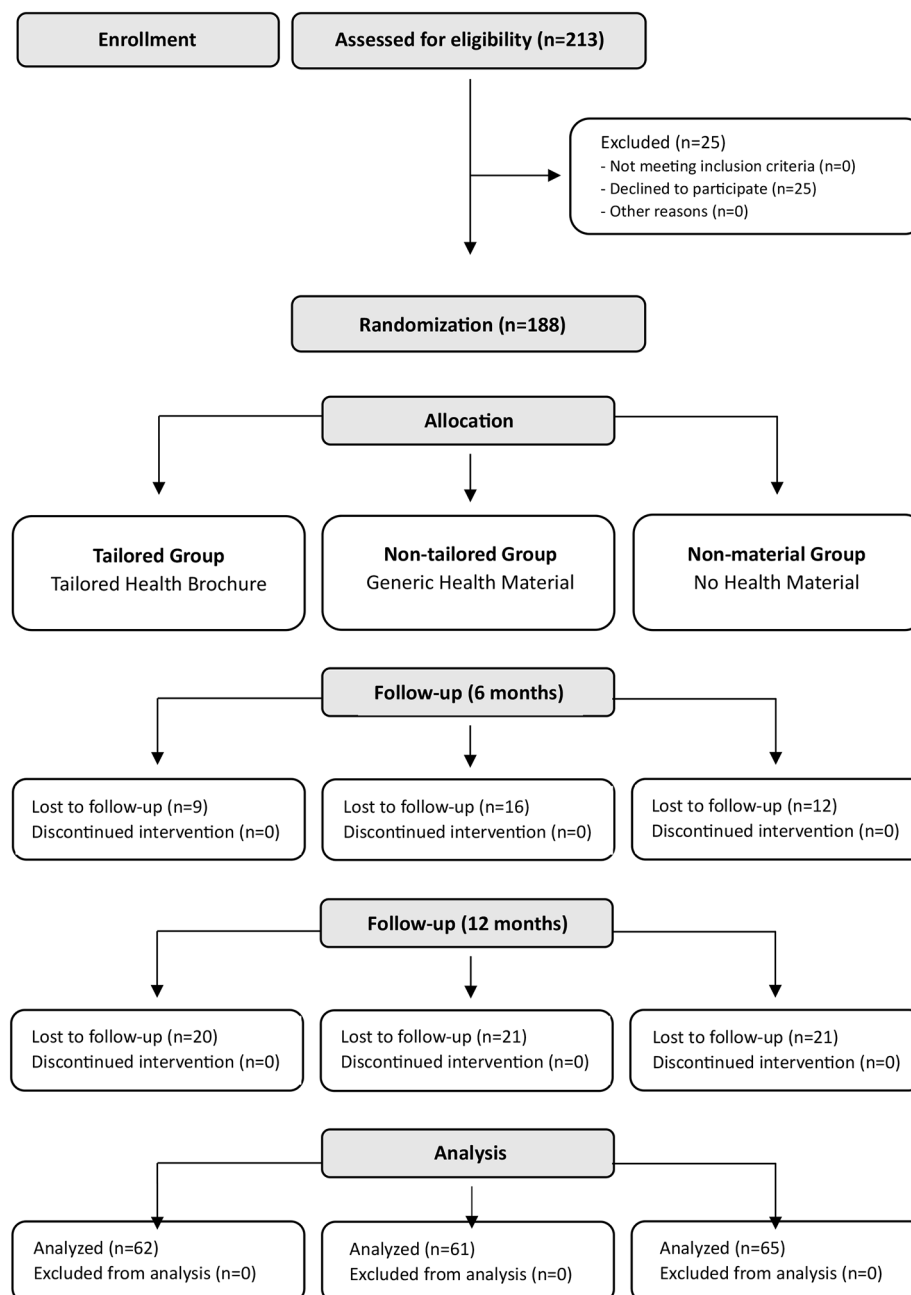 Enrollment
Assessed for eligibility (n=213)
Excluded (n=25)
- Not meeting inclusion criteria (n=0)
- Declined to participate (n=25)
- Other reasons (n=0)
Randomization (n=188)
Allocation
Tailored Group
Tailored Health Brochure
Non-tailored Group
Generic Health Material
Non-material Group
No Health Material
Follow-up (6 months)
Lost to follow-up (n=9)
Discontinued intervention (n=0)
Lost to follow-up (n=16)
Discontinued intervention (n=0)
Lost to follow-up (n=12)
Discontinued intervention (n=0)
Follow-up (12 months)
Lost to follow-up (n=20)
Discontinued intervention (n=0)
Lost to follow-up (n=21)
Discontinued intervention (n=0)
Lost to follow-up (n=21)
Discontinued intervention (n=0)
Analysis
Analyzed (n=62)
Excluded from analysis (n=0)
Analyzed (n=61)
Excluded from analysis (n=0)
Analyzed (n=65)
Excluded from analysis (n=0)